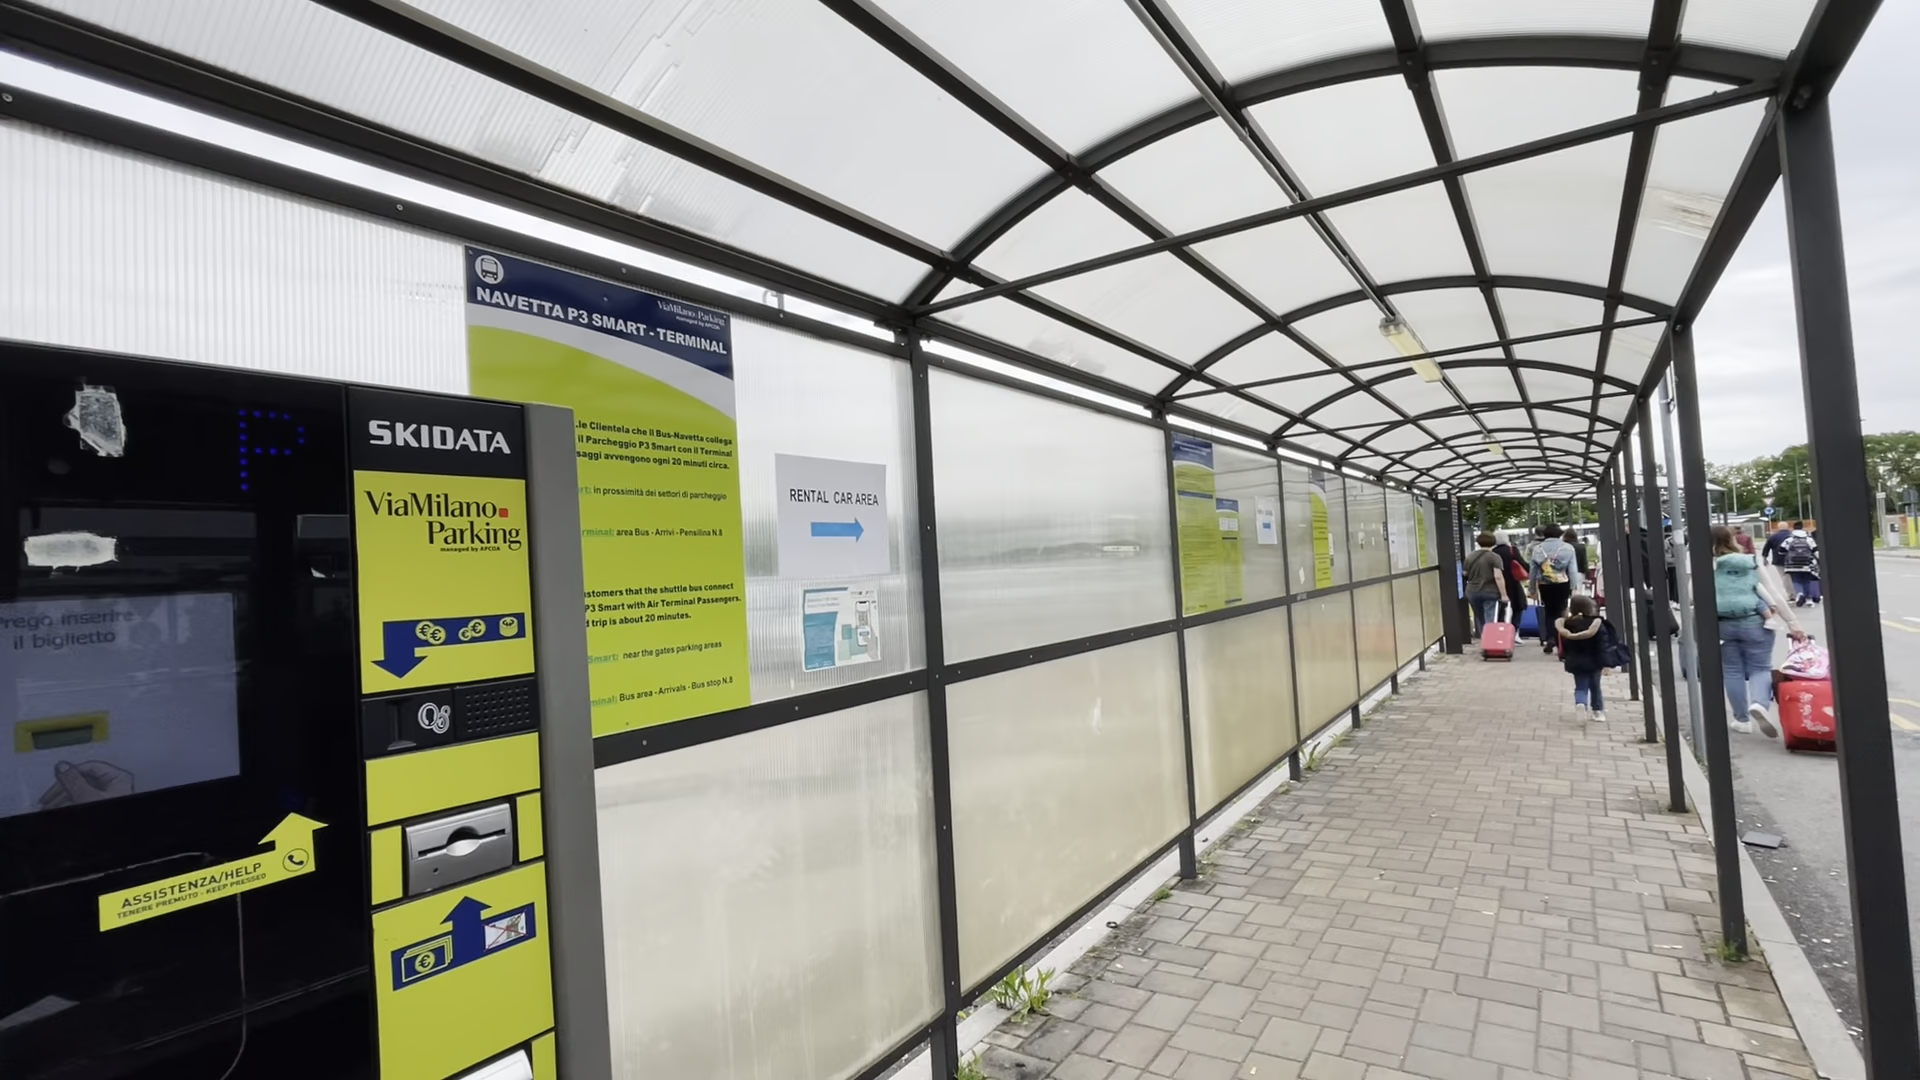 NAVETTA P3 SMART - TERMINAL
ViaMilano Parking
managed by APCOA
.le Clientela che il Bus-Navetta collega
il Parcheggio P3 Smart con il Terminal
saggi avvengono ogni 20 minuti circa.
rt: in prossimità dei settori di parcheggio
rminal: area Bus - Arrivi - Pensilina N.8
stomers that the shuttle bus connect
P3 Smart with Air Terminal Passengers.
d trip is about 20 minutes.
Smart: near the gates parking areas
minal: Bus area - Arrivals - Bus stop N.8
RENTAL CAR AREA
P
SKIDATA
ViaMilano
Parking
managed by APCOA
Prego inserire
il biglietto
ASSISTENZA/HELP
TENERE PREMUTO - KEEP PRESSED